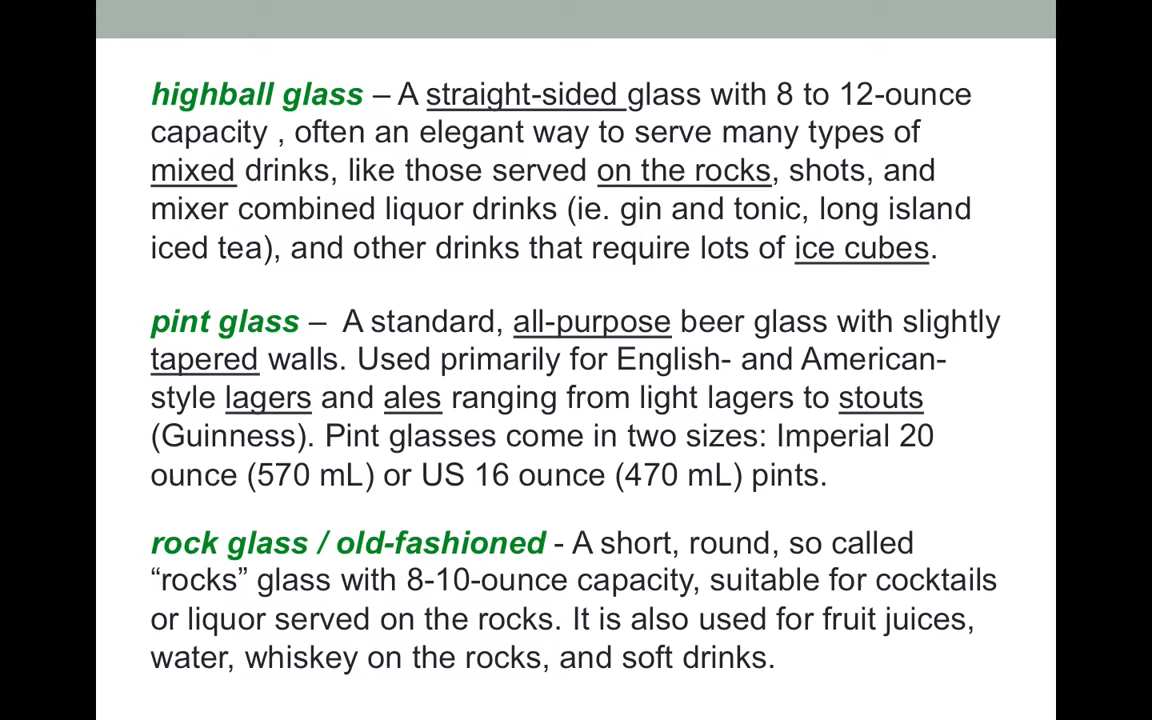 highball glass – A straight-sided glass with 8 to 12-ounce
capacity , often an elegant way to serve many types of
mixed drinks, like those served on the rocks, shots, and
mixer combined liquor drinks (ie. gin and tonic, long island
iced tea), and other drinks that require lots of ice cubes.
pint glass – A standard, all-purpose beer glass with slightly
tapered walls. Used primarily for English- and American-
style lagers and ales ranging from light lagers to stouts
(Guinness). Pint glasses come in two sizes: Imperial 20
ounce (570 mL) or US 16 ounce (470 mL) pints.
rock glass / old-fashioned - A short, round, so called
“rocks” glass with 8-10-ounce capacity, suitable for cocktails
or liquor served on the rocks. It is also used for fruit juices,
water, whiskey on the rocks, and soft drinks.